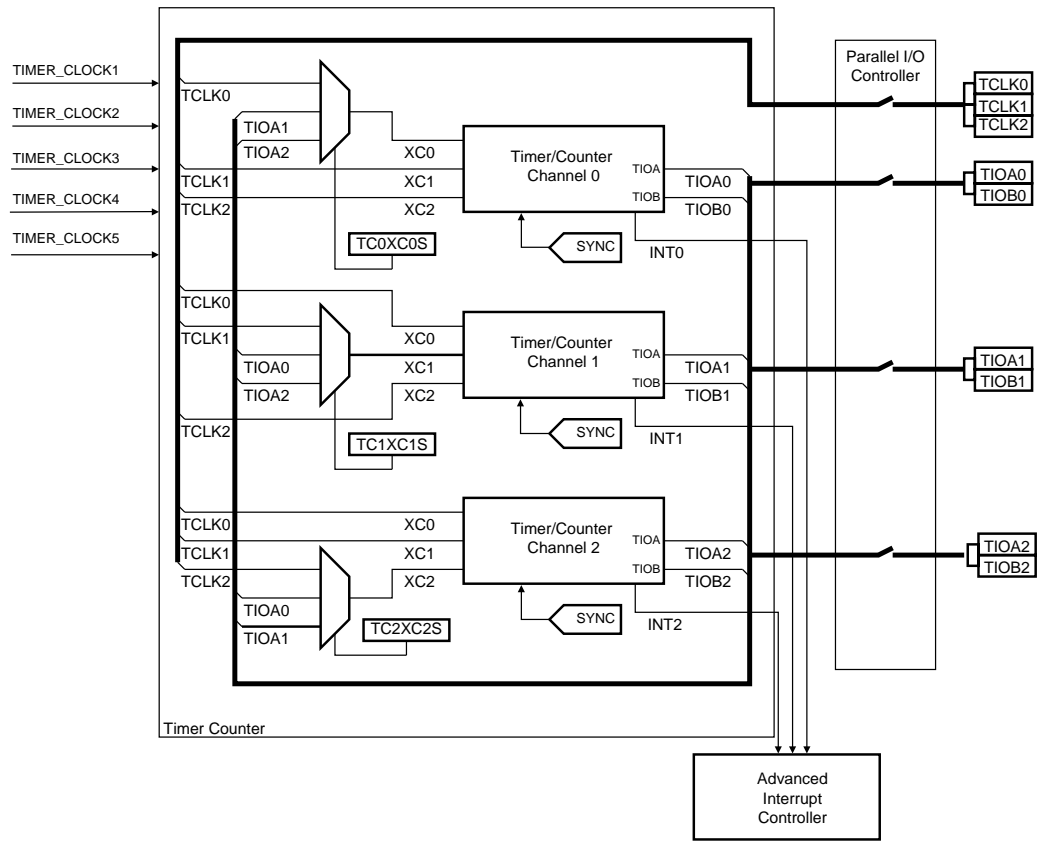 TIMER_CLOCK1
TIMER_CLOCK2
TIMER_CLOCK3
TIMER_CLOCK4
TIMER_CLOCK5
TCLK0
TIOA1
TIOA2
TCLK1
TCLK2
XC0
XC1
XC2
TC0XC0S
Timer/Counter
Channel 0
TIOA
TIOB
TIOA0
TIOB0
SYNC
INT0
TCLK0
TCLK1
TIOA0
TIOA2
TCLK2
XC0
XC1
XC2
TC1XC1S
Timer/Counter
Channel 1
TIOA
TIOB
TIOA1
TIOB1
SYNC
INT1
TCLK0
TCLK1
TCLK2
TIOA0
TIOA1
XC0
XC1
XC2
TC2XC2S
Timer/Counter
Channel 2
TIOA
TIOB
TIOA2
TIOB2
SYNC
INT2
Timer Counter
Parallel I/O
Controller
TCLK0
TCLK1
TCLK2
TIOA0
TIOB0
TIOA1
TIOB1
TIOA2
TIOB2
Advanced
Interrupt
Controller